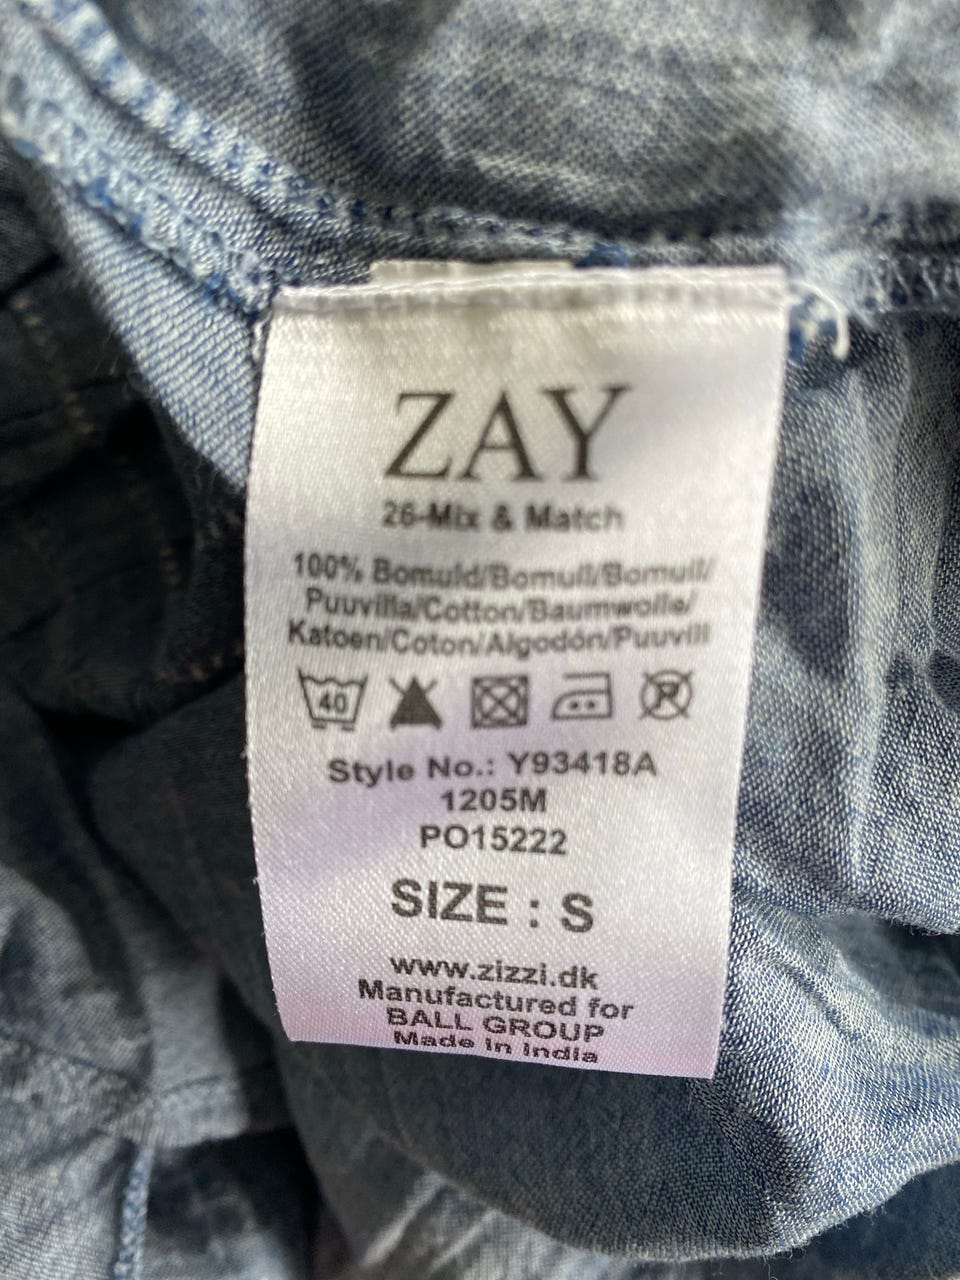 ZAY
26-Mix & Match
100% Bomuld/Bomull/Bomull/
Puuvilla/Cotton/Baumwolle/
Katoen/Coton/Algodón/Puuvill
40
P
Style No.: Y93418A
1205M
PO15222
SIZE : S
www.zizzi.dk
Manufactured for
BALL GROUP
Made in India